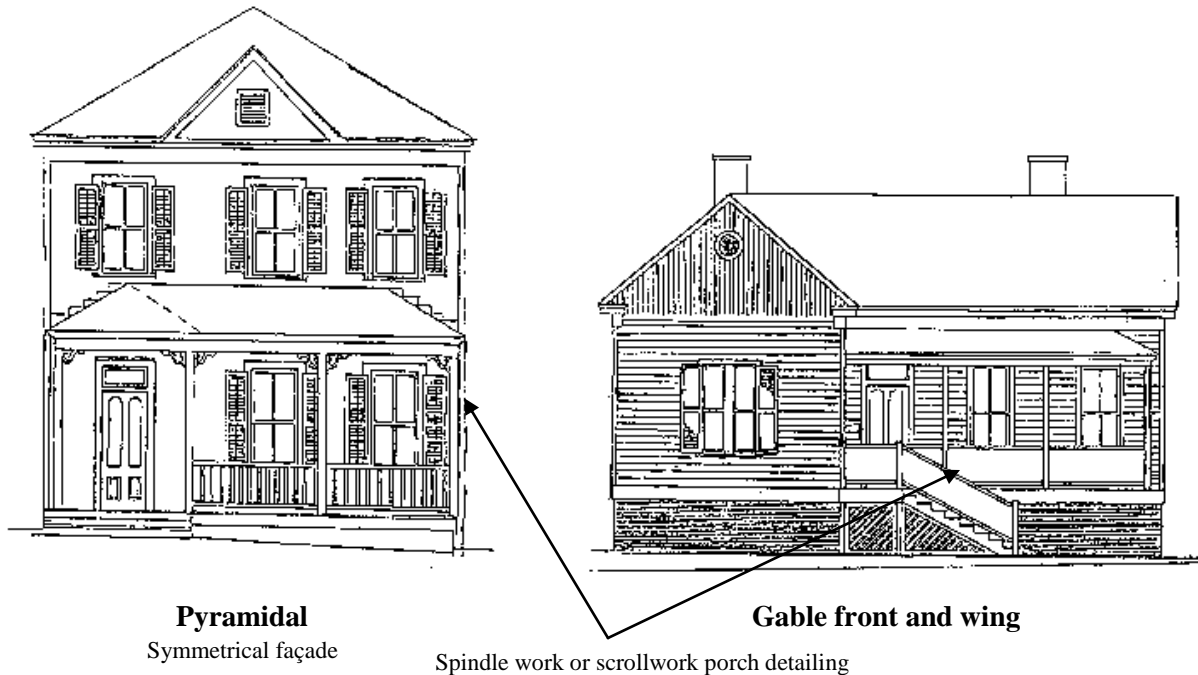 Pyramidal
Symmetrical façade
Gable front and wing
Spindle work or scrollwork porch detailing